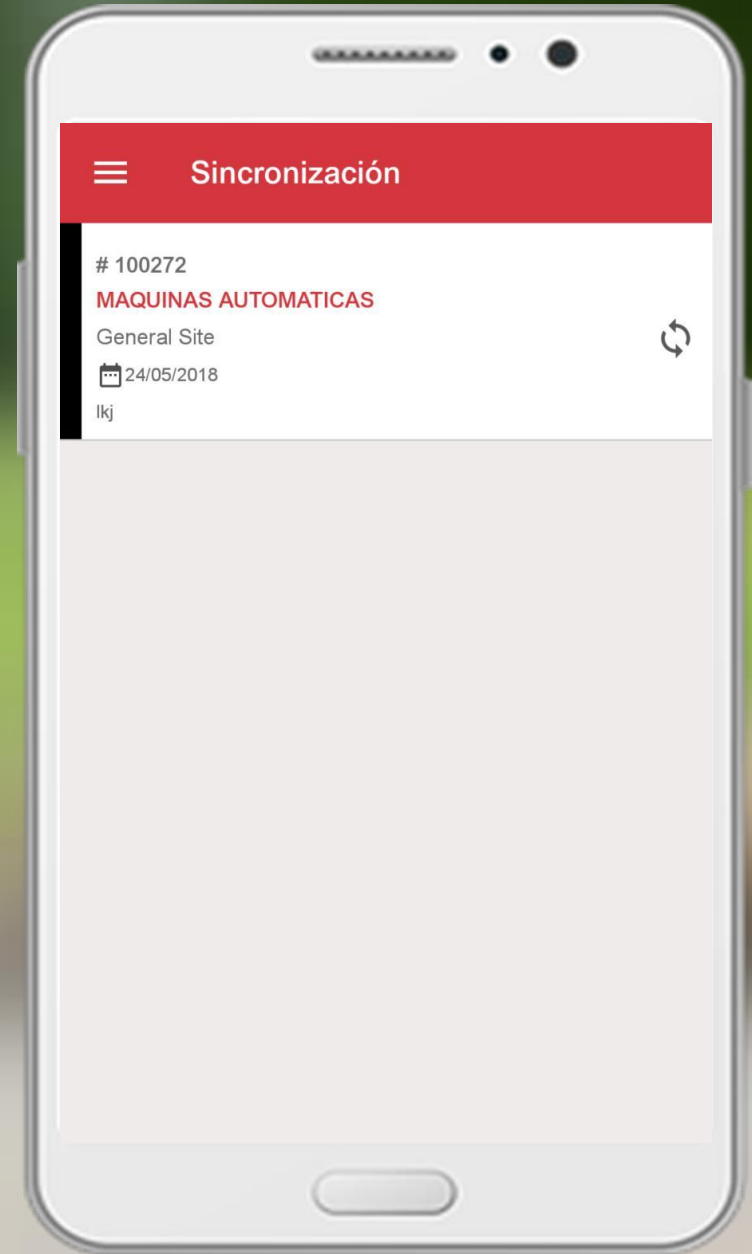 Sincronización
# 100272
MAQUINAS AUTOMATICAS
General Site
24/05/2018
lkj